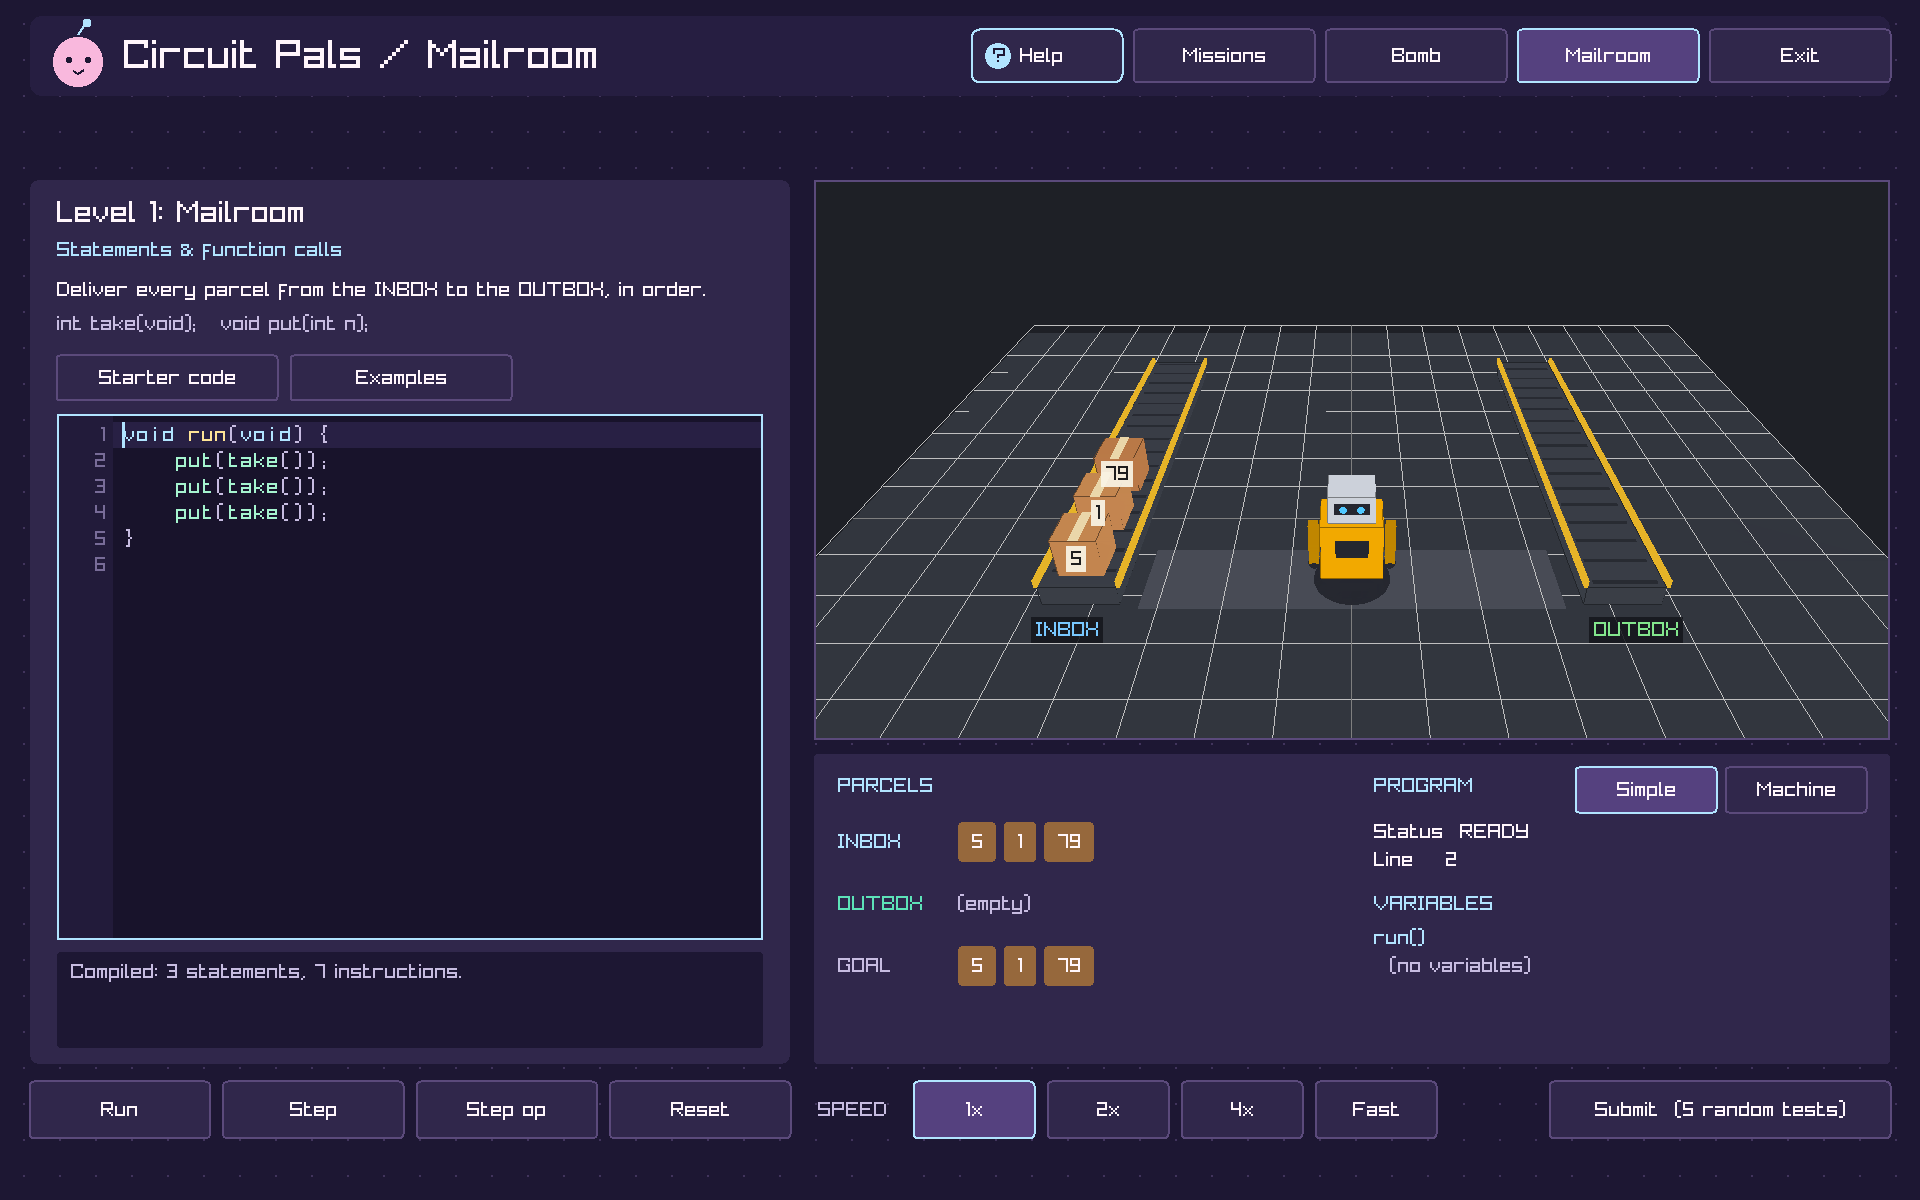 Circuit Pals / Mailroom
? Help
Missions
Bomb
Mailroom
Exit
Level 1: Mailroom
Statements & function calls
Deliver every parcel from the INBOX to the OUTBOX, in order.
int take(void);  void put(int n);
Starter code
Examples
1 void run(void) {
2     put(take());
3     put(take());
4     put(take());
5 }
6
Compiled: 3 statements, 7 instructions.
79
1
5
INBOX
OUTBOX
PARCELS
INBOX 5 1 79
OUTBOX (empty)
GOAL 5 1 79
PROGRAM
Simple
Machine
Status READY
Line 2
VARIABLES
run()
(no variables)
Run
Step
Step op
Reset
SPEED
1x
2x
4x
Fast
Submit (5 random tests)